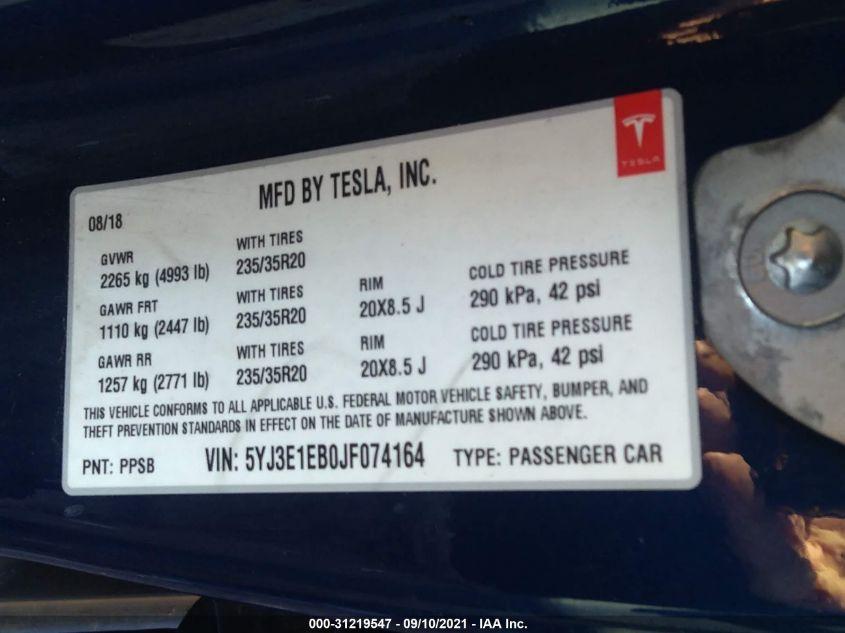 TESLA
MFD BY TESLA, INC.
08/18
GVWR
2265 kg (4993 lb)
WITH TIRES
235/35R20
GAWR FRT
1110 kg (2447 lb)
WITH TIRES
235/35R20
RIM
20X8.5 J
COLD TIRE PRESSURE
290 kPa, 42 psi
GAWR RR
1257 kg (2771 lb)
WITH TIRES
235/35R20
RIM
20X8.5 J
COLD TIRE PRESSURE
290 kPa, 42 psi
THIS VEHICLE CONFORMS TO ALL APPLICABLE U.S. FEDERAL MOTOR VEHICLE SAFETY, BUMPER, AND
THEFT PREVENTION STANDARDS IN EFFECT ON THE DATE OF MANUFACTURE SHOWN ABOVE.
PNT: PPSB VIN: 5YJ3E1EB0JF074164 TYPE: PASSENGER CAR
000-31219547 - 09/10/2021 - IAA Inc.